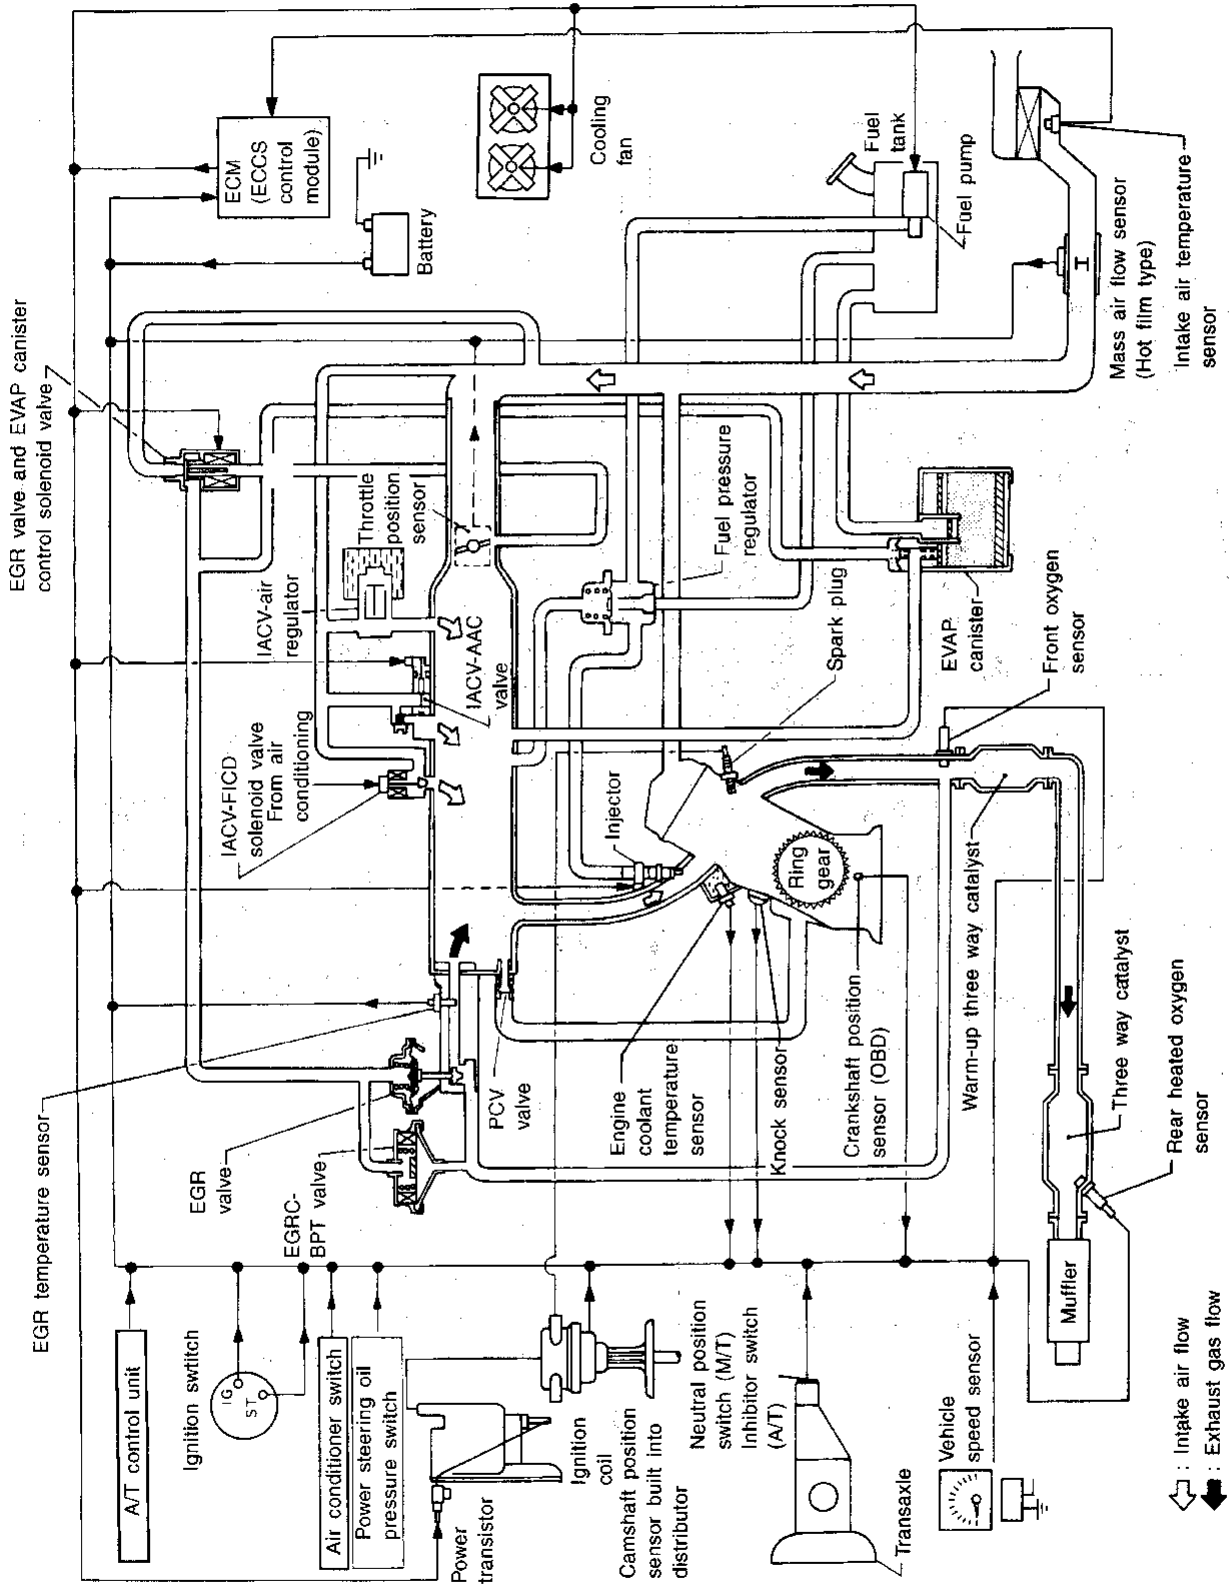 EGR valve and EVAP canister
control solenoid valve
ECM
(ECCS
control
module)
Battery
Cooling
fan
Fuel
tank
Fuel pump
Mass air flow sensor
(Hot film type)
Intake air temperature
sensor
Throttle
position
sensor
IACV-air
regulator
IACV-AAC
valve
IACV-FICD
solenoid valve
From air
conditioning
Fuel pressure
regulator
Spark plug
EVAP
canister
Front oxygen
sensor
Injector
Ring
gear
EGR temperature sensor
EGR
valve
EGRC-
BPT valve
PCV
valve
Engine
coolant
temperature
sensor
Knock sensor
Crankshaft position
sensor (OBD)
Warm-up three way catalyst
Three way catalyst
Rear heated oxygen
sensor
Muffler
A/T control unit
Ignition swtitch
IG
ST
Air conditioner switch
Power steering oil
pressure switch
Power
transistor
Ignition
coil
Camshaft position
sensor built into
distributor
Neutral position
switch (M/T)
Inhibitor switch
(A/T)
Transaxle
Vehicle
speed sensor
: Intake air flow
: Exhaust gas flow